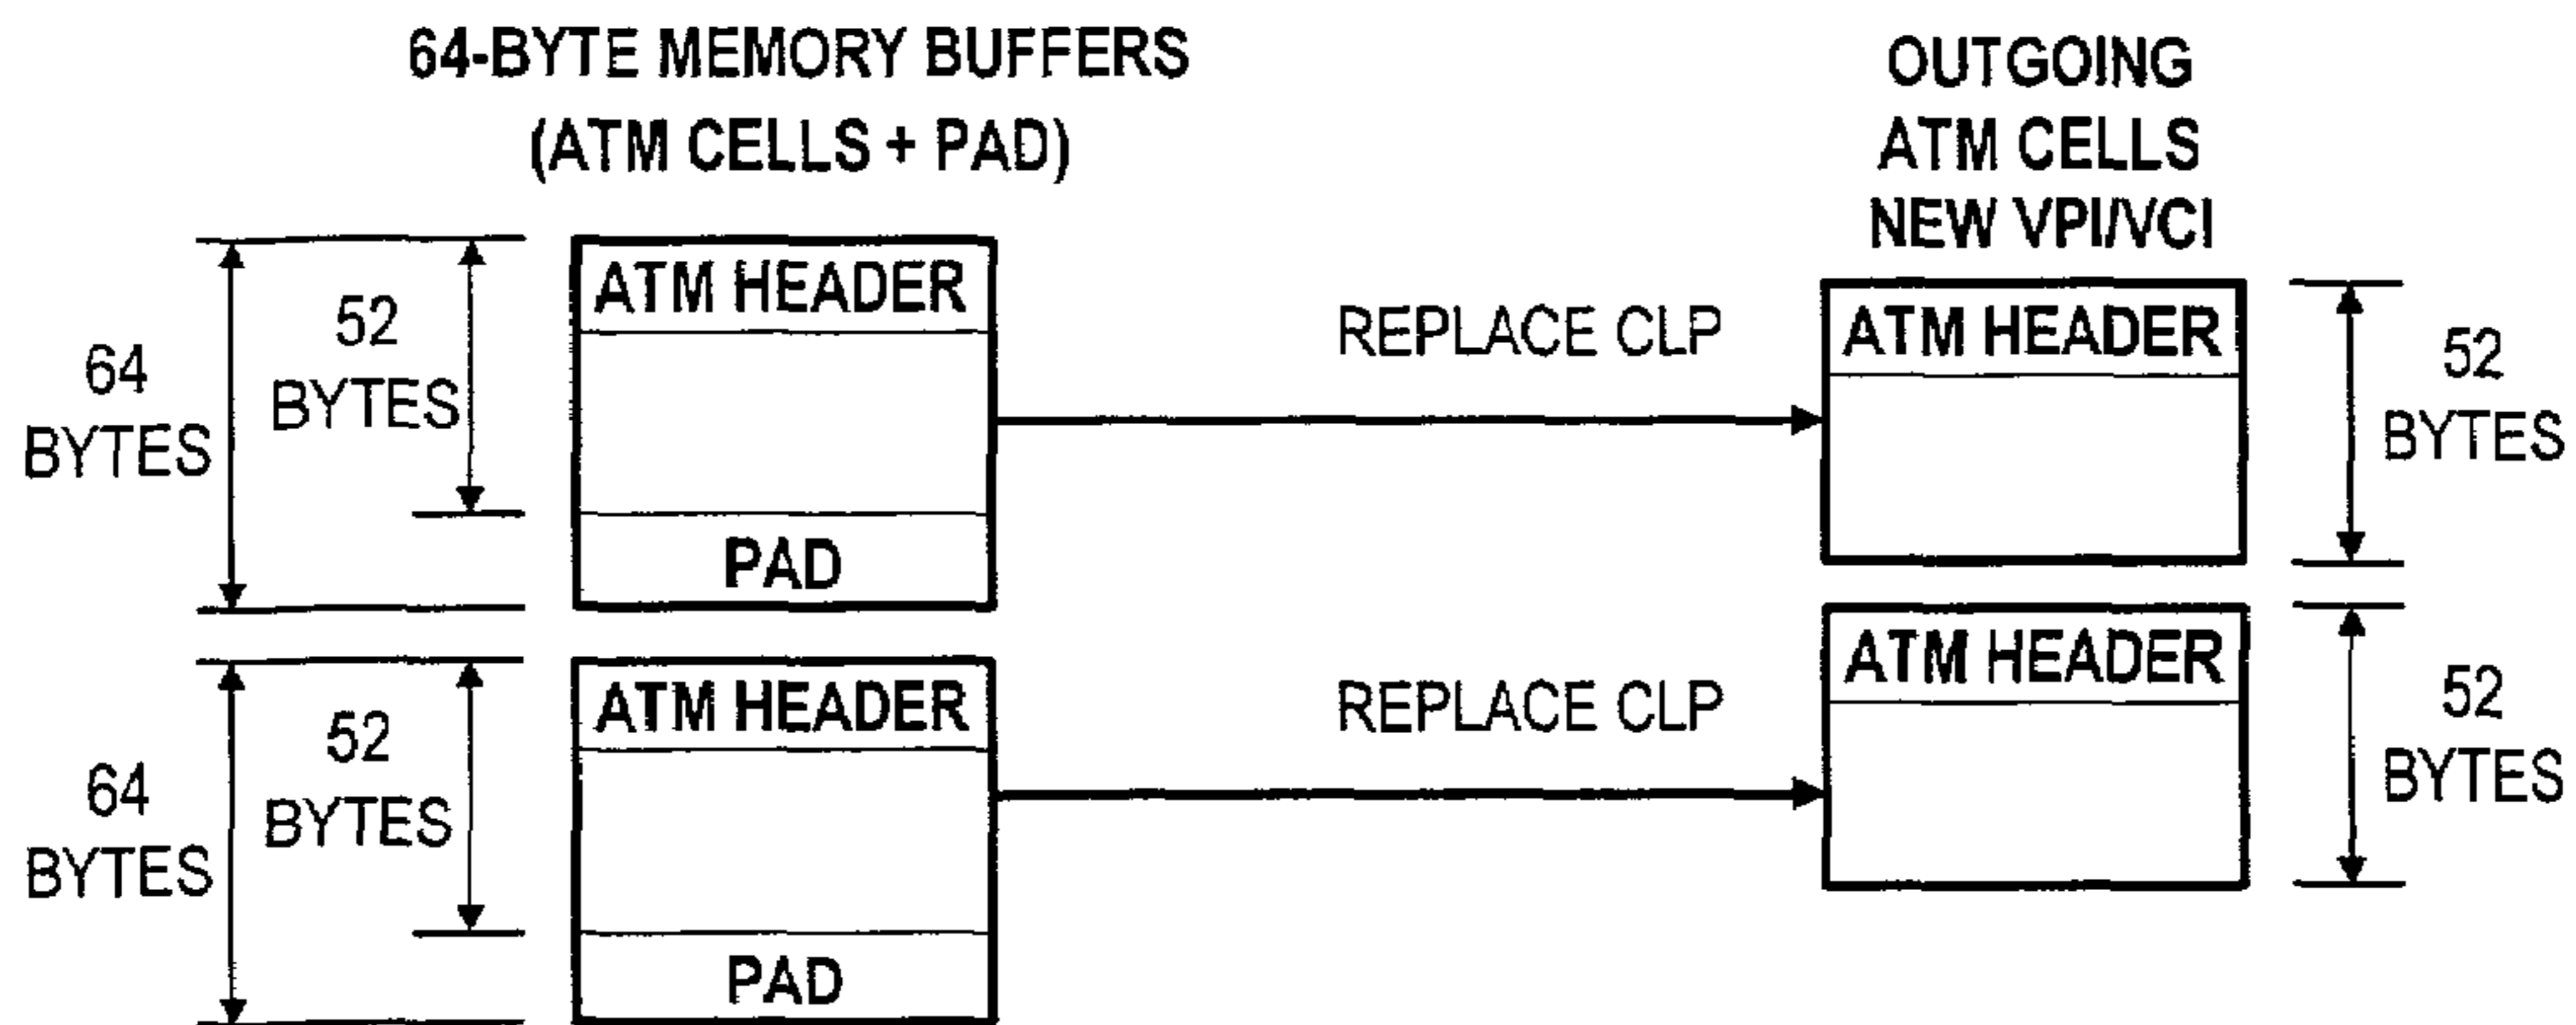 64-BYTE MEMORY BUFFERS
(ATM CELLS + PAD)
OUTGOING
ATM CELLS
NEW VPI/VCI
64
BYTES
52
BYTES
ATM HEADER
PAD
REPLACE CLP
ATM HEADER
52
BYTES
64
BYTES
52
BYTES
ATM HEADER
PAD
REPLACE CLP
ATM HEADER
52
BYTES